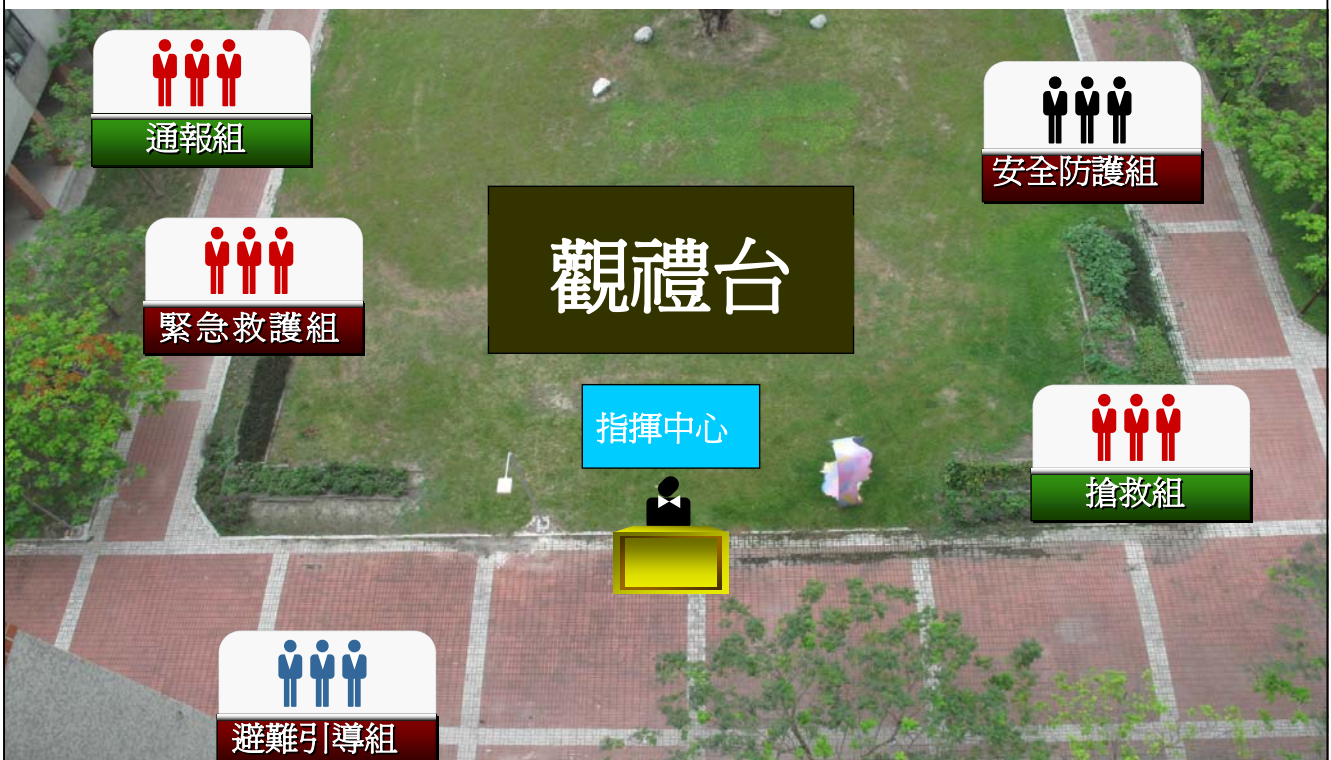 通報組
安全防護組
緊急救護組
觀禮台
指揮中心
搶救組
避難引導組